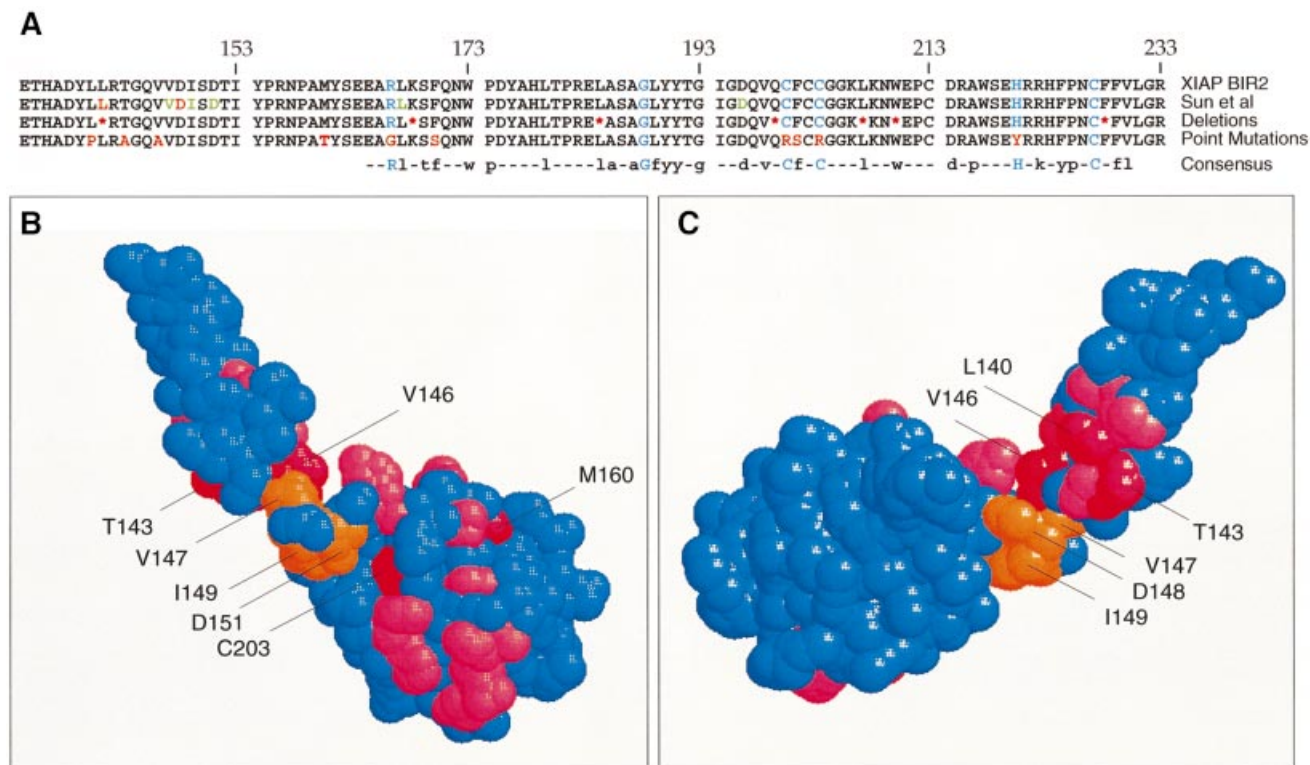 A
153 173 193 213 233
ETHADYLLRTGQVVDISDTI YPRNPAMYSEEARLKSFQNW PDYAHLTPRELASAGLYYTG IGDQVQCFCCGGKLKNWEPC DRAWSEHRRHFPNCFFVLGR XIAP BIR2
ETHADYLLRTGQVVDISDTI YPRNPAMYSEEARLKSFQNW PDYAHLTPRELASAGLYYTG IGDQVQCFCCGGKLKNWEPC DRAWSEHRRHFPNCFFVLGR Sun et al
ETHADYL*RTGQVVDISDTI YPRNPAMYSEEARL*SFQNW PDYAHLTPRE*ASAGLYYTG IGDQV*CFCCGGK*KN*EPC DRAWSEHRRHFPNC*FVLGR Deletions
ETHADYPLRAGQAVDISDTI YPRNPATYSEEAGLKSSQNW PDYAHLTPRELASAGLYYTG IGDQVQRSCRGGKLKNWEPC DRAWSEYRRHFPNCFFVLGR Point Mutations
--Rl-tf--w p----l----la-aGfyy-g --d-v-Cf-C---l--w--- d-p---H-k-ypC-fl Consensus
B
V146
M160
T143
V147
I149
D151
C203
C
L140
V146
T143
V147
D148
I149